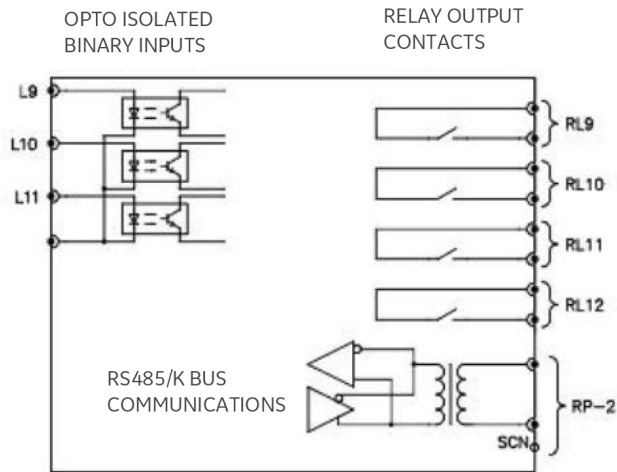 OPTO ISOLATED
BINARY INPUTS
RELAY OUTPUT
CONTACTS
L9
L10
L11
RL9
RL10
RL11
RL12
RS485/K BUS
COMMUNICATIONS
RP-2
SCN